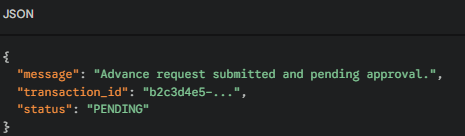 JSON
{
"message": "Advance request submitted and pending approval.",
"transaction_id": "b2c3d4e5-...",
"status": "PENDING"
}